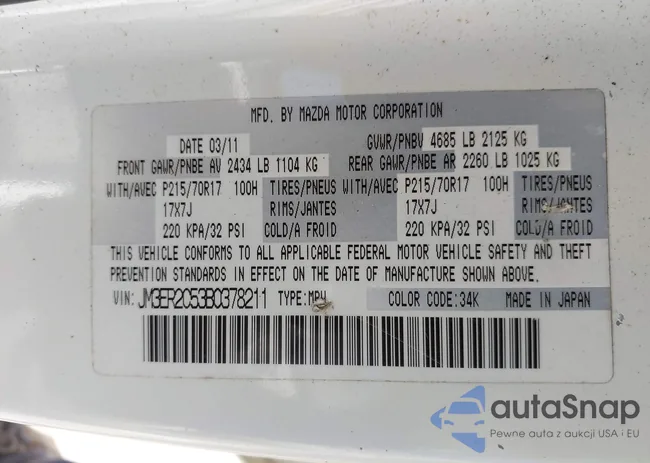 MFD. BY MAZDA MOTOR CORPORATION
DATE 03/11 GVWR/PNBV 4685 LB 2125 KG
FRONT GAWR/PNBE AV 2434 LB 1104 KG REAR GAWR/PNBE AR 2260 LB 1025 KG
WITH/AVEC P215/70R17 100H TIRES/PNEUS WITH/AVEC P215/70R17 100H TIRES/PNEUS
17X7J RIMS/JANTES 17X7J RIMS/JANTES
220 KPA/32 PSI COLD/A FROID 220 KPA/32 PSI COLD/A FROID
THIS VEHICLE CONFORMS TO ALL APPLICABLE FEDERAL MOTOR VEHICLE SAFETY AND THEFT
PREVENTION STANDARDS IN EFFECT ON THE DATE OF MANUFACTURE SHOWN ABOVE.
VIN: JM3ER2C53B0378211 TYPE:MPV COLOR CODE:34K MADE IN JAPAN
autaSnap
Pewne auta z aukcji USA i EU